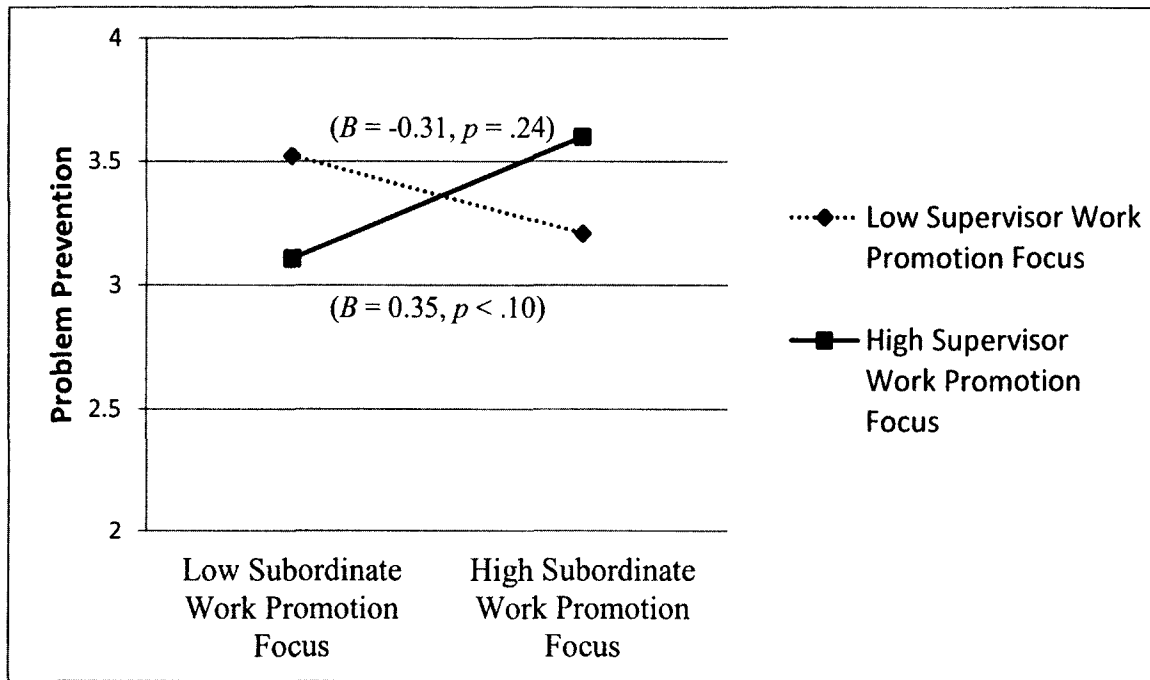 4
3.5
3
2.5
2
Problem Prevention
(B = -0.31, p = .24)
(B = 0.35, p < .10)
Low Subordinate
Work Promotion
Focus
High Subordinate
Work Promotion
Focus
Low Supervisor Work
Promotion Focus
High Supervisor
Work Promotion
Focus